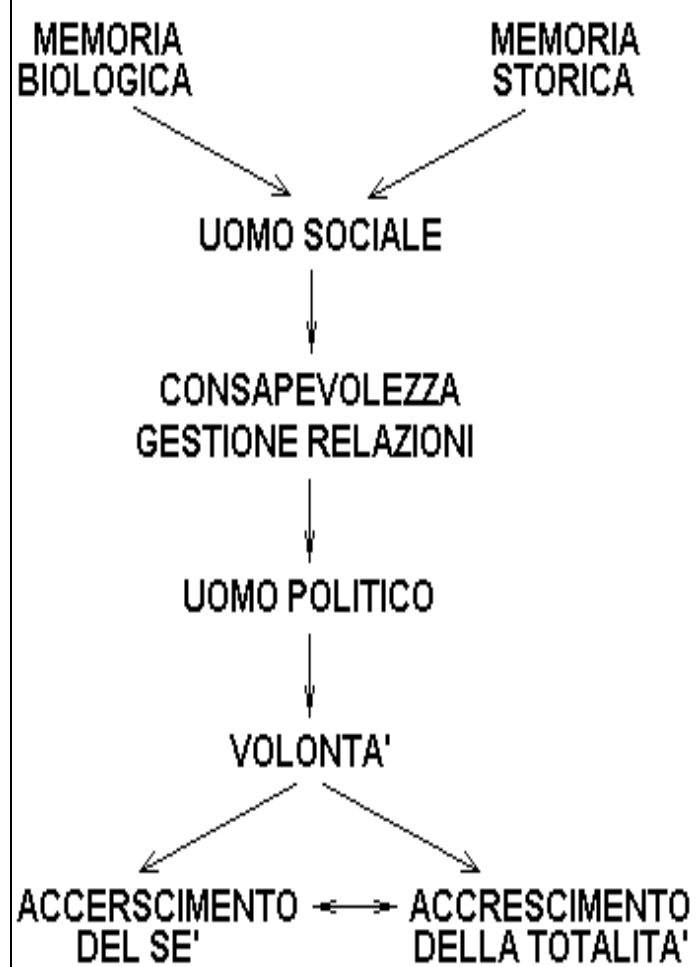 MEMORIA
BIOLOGICA
MEMORIA
STORICA
UOMO SOCIALE
CONSAPEVOLEZZA
GESTIONE RELAZIONI
UOMO POLITICO
VOLONTA'
ACCERSCIMENTO
DEL SE'
ACCRESCIMENTO
DELLA TOTALITA'